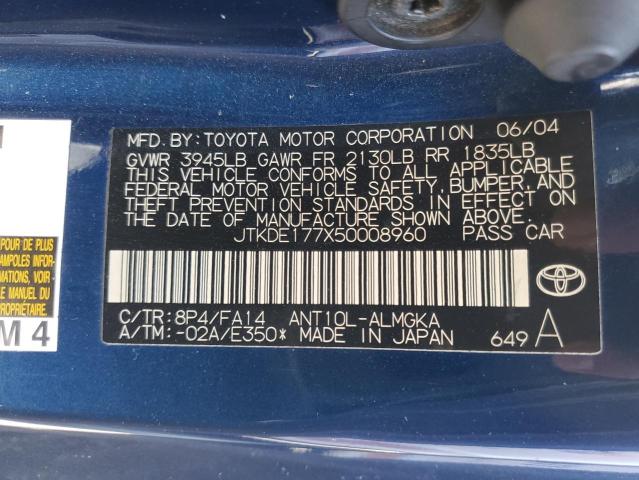 MFD. BY: TOYOTA MOTOR CORPORATION 06/04
GVWR 3945LB GAWR FR 2130LB RR 1835LB
THIS VEHICLE CONFORMS TO ALL APPLICABLE
FEDERAL MOTOR VEHICLE SAFETY, BUMPER, AND
THEFT PREVENTION STANDARDS IN EFFECT ON
THE DATE OF MANUFACTURE SHOWN ABOVE.
JTKDE177X50008960 PASS CAR
C/TR: 8P4/FA14 ANT10L-ALMGKA
A/TM: -02A/E350* MADE IN JAPAN 649 A
POUR DE PLUS
MATIONS, VOIR
LE MANUEL DU
PROPRIÉTAIRE.
M 4